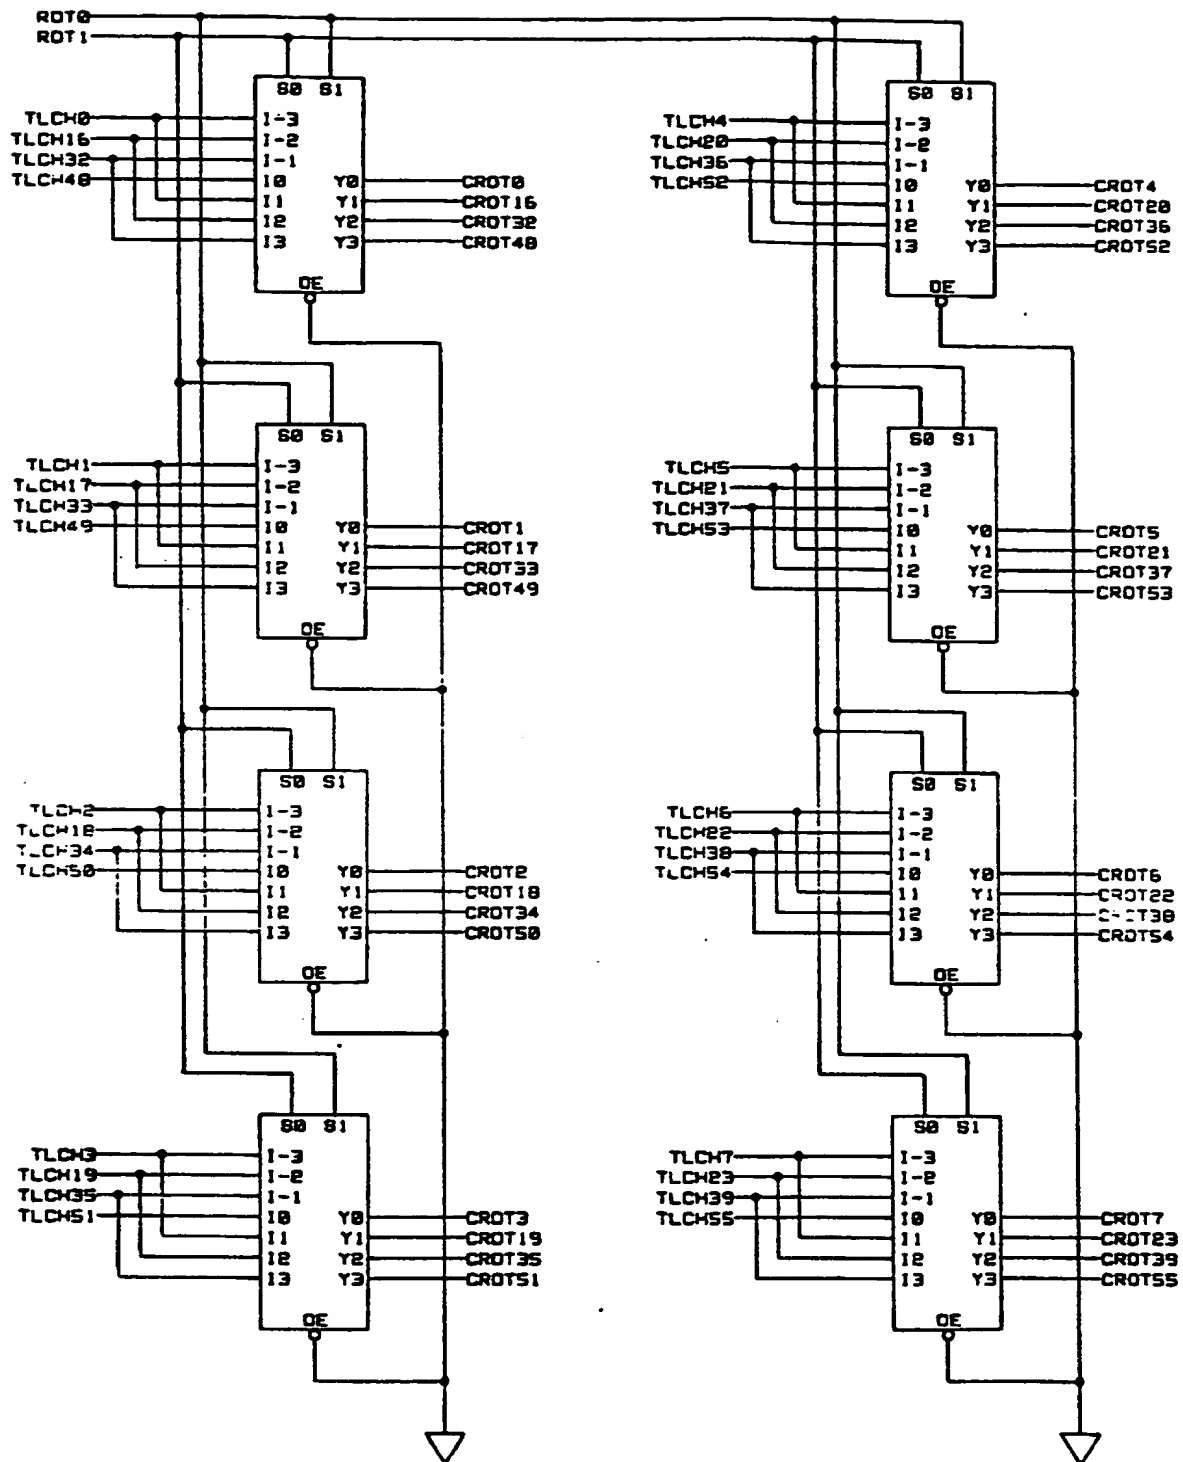 ROT0
ROT1
S0 S1
TLCH0 I-3
TLCH16 I-2
TLCH32 I-1
TLCH48 I0 Y0 CROT0
I1 Y1 CROT16
I2 Y2 CROT32
I3 Y3 CROT48
OE
S0 S1
TLCH1 I-3
TLCH17 I-2
TLCH33 I-1
TLCH49 I0 Y0 CROT1
I1 Y1 CROT17
I2 Y2 CROT33
I3 Y3 CROT49
OE
S0 S1
TLCH2 I-3
TLCH18 I-2
TLCH34 I-1
TLCH50 I0 Y0 CROT2
I1 Y1 CROT18
I2 Y2 CROT34
I3 Y3 CROT50
OE
S0 S1
TLCH3 I-3
TLCH19 I-2
TLCH35 I-1
TLCH51 I0 Y0 CROT3
I1 Y1 CROT19
I2 Y2 CROT35
I3 Y3 CROT51
OE
S0 S1
TLCH4 I-3
TLCH20 I-2
TLCH36 I-1
TLCH52 I0 Y0 CROT4
I1 Y1 CROT20
I2 Y2 CROT36
I3 Y3 CROT52
OE
S0 S1
TLCH5 I-3
TLCH21 I-2
TLCH37 I-1
TLCH53 I0 Y0 CROT5
I1 Y1 CROT21
I2 Y2 CROT37
I3 Y3 CROT53
OE
S0 S1
TLCH6 I-3
TLCH22 I-2
TLCH38 I-1
TLCH54 I0 Y0 CROT6
I1 Y1 CROT22
I2 Y2 CROT38
I3 Y3 CROT54
OE
S0 S1
TLCH7 I-3
TLCH23 I-2
TLCH39 I-1
TLCH55 I0 Y0 CROT7
I1 Y1 CROT23
I2 Y2 CROT39
I3 Y3 CROT55
OE